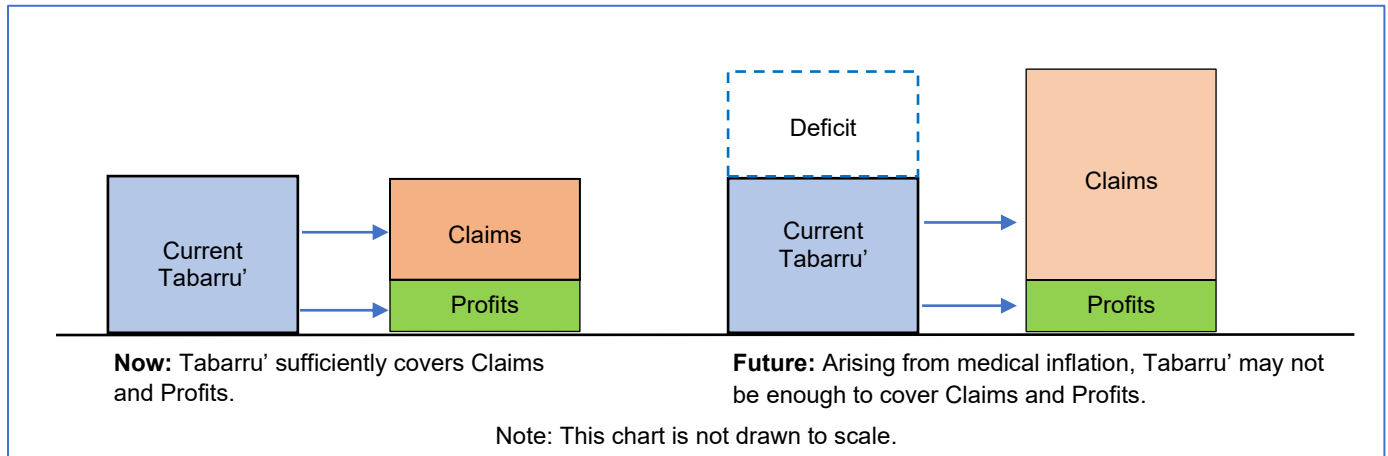 Deficit
Current
Tabarru’
Claims
Profits
Current
Tabarru’
Claims
Profits
Now: Tabarru’ sufficiently covers Claims
and Profits.
Future: Arising from medical inflation, Tabarru’ may not
be enough to cover Claims and Profits.
Note: This chart is not drawn to scale.